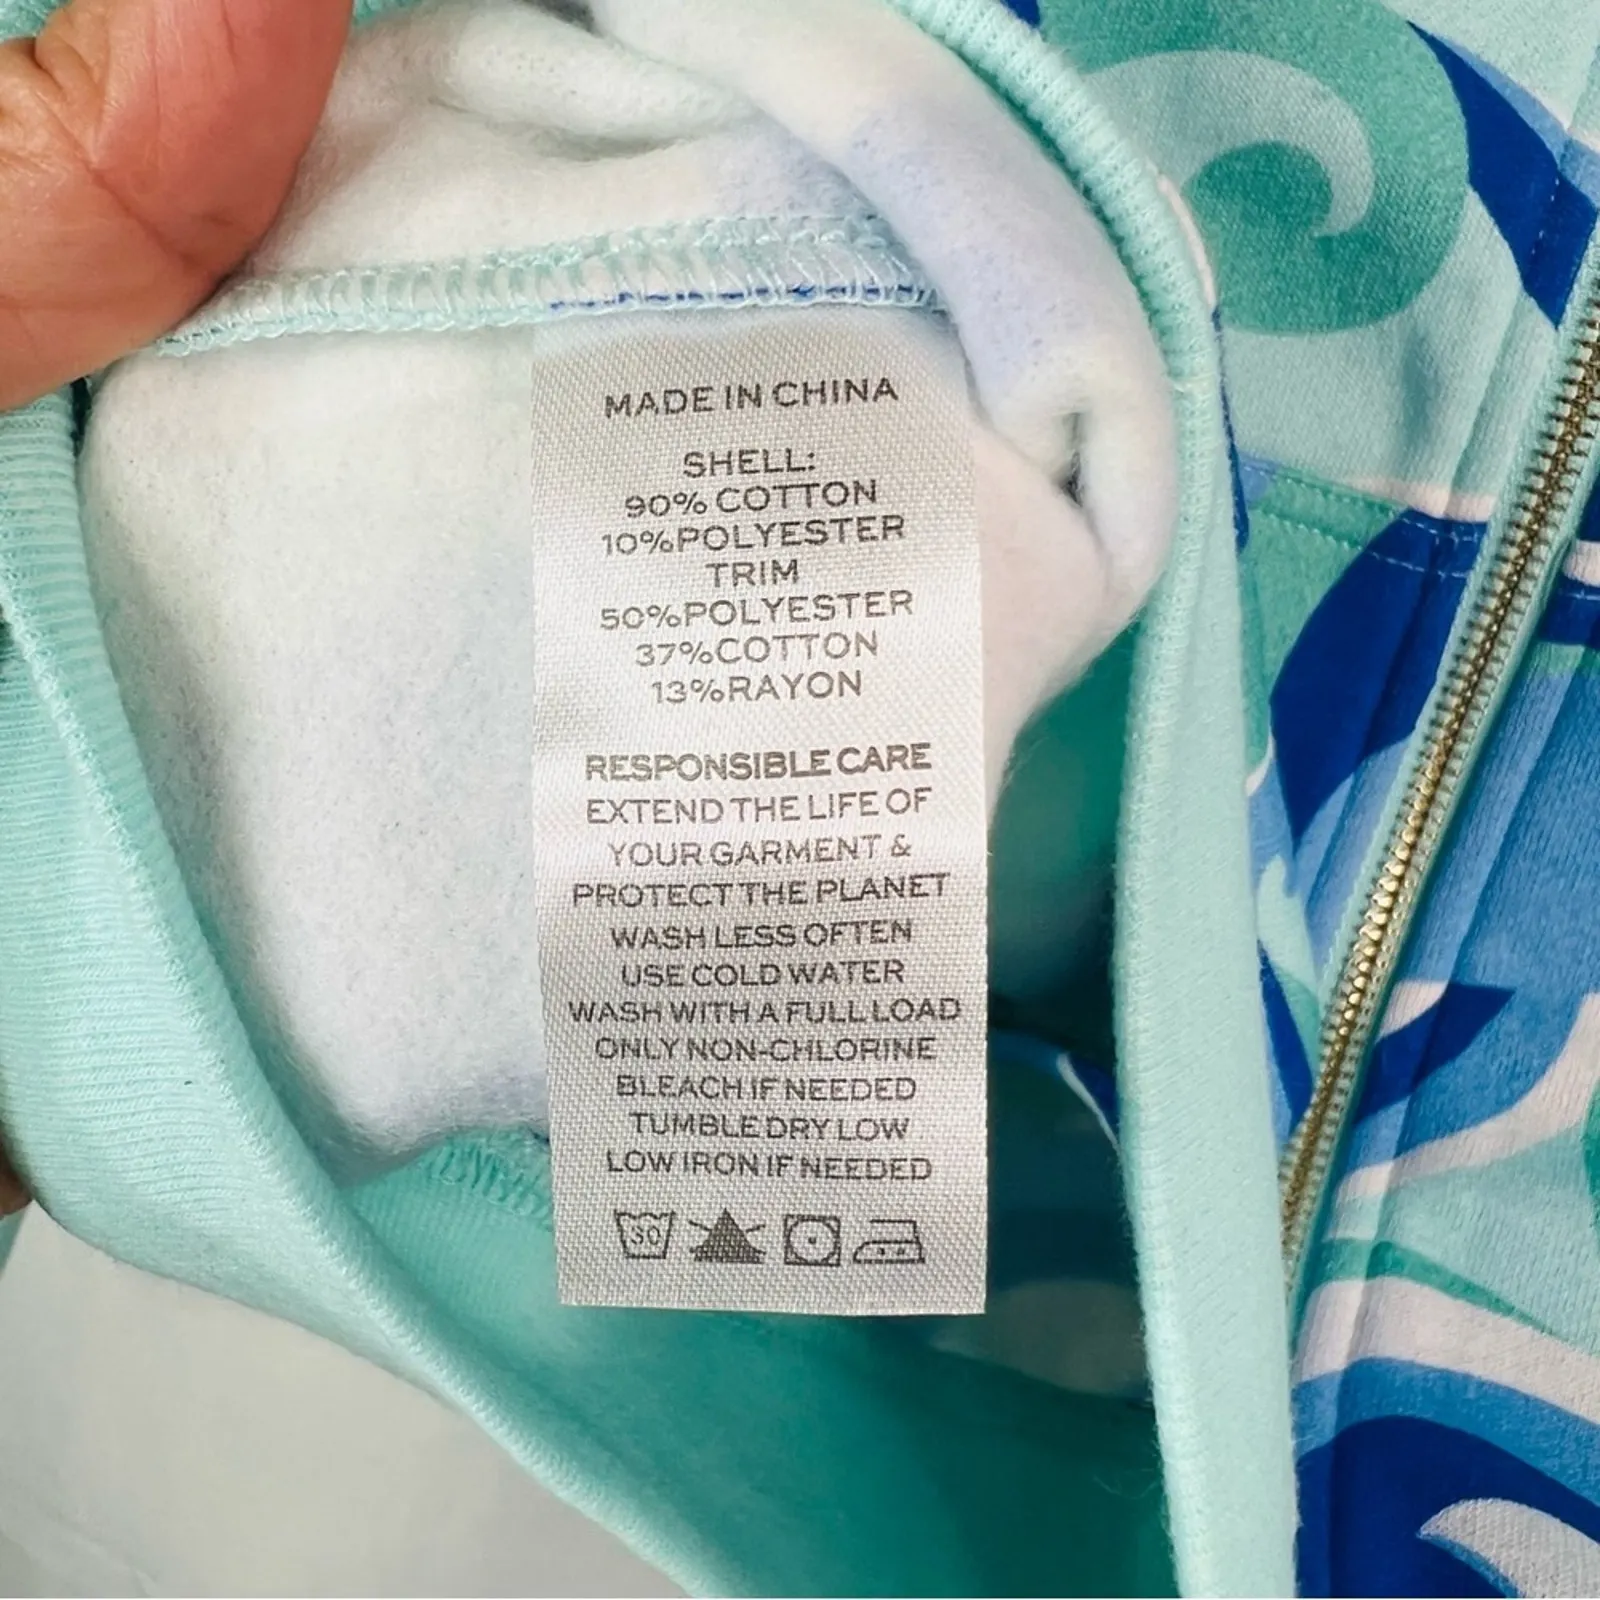 MADE IN CHINA
SHELL:
90% COTTON
10%POLYESTER
TRIM
50%POLYESTER
37%COTTON
13%RAYON
RESPONSIBLE CARE
EXTEND THE LIFE OF
YOUR GARMENT &
PROTECT THE PLANET
WASH LESS OFTEN
USE COLD WATER
WASH WITH A FULL LOAD
ONLY NON-CHLORINE
BLEACH IF NEEDED
TUMBLE DRY LOW
LOW IRON IF NEEDED
30